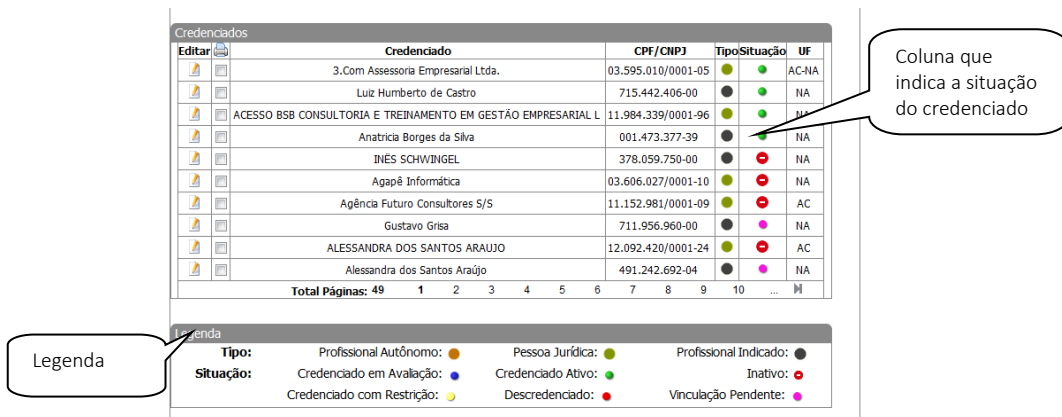 Credenciados
Editar Credenciado CPF/CNPJ Tipo Situação UF
3.Com Assessoria Empresarial Ltda. 03.595.010/0001-05 AC-NA
Luiz Humberto de Castro 715.442.406-00 NA
ACESSO BSB CONSULTORIA E TREINAMENTO EM GESTÃO EMPRESARIAL L 11.984.339/0001-96 NA
Anatricia Borges da Silva 001.473.377-39 NA
INÊS SCHWINGEL 378.059.750-00 NA
Agapê Informática 03.606.027/0001-10 NA
Agência Futuro Consultores S/S 11.152.981/0001-09 AC
Gustavo Grisa 711.956.960-00 NA
ALESSANDRA DOS SANTOS ARAUJO 12.092.420/0001-24 AC
Alessandra dos Santos Araújo 491.242.692-04 NA
Total Páginas: 49 1 2 3 4 5 6 7 8 9 10 ...
Coluna que
indica a situação
do credenciado
Legenda
Legenda
Tipo: Profissional Autônomo: Pessoa Jurídica: Profissional Indicado:
Situação: Credenciado em Avaliação: Credenciado Ativo: Inativo:
Credenciado com Restrição: Descredenciado: Vinculação Pendente: